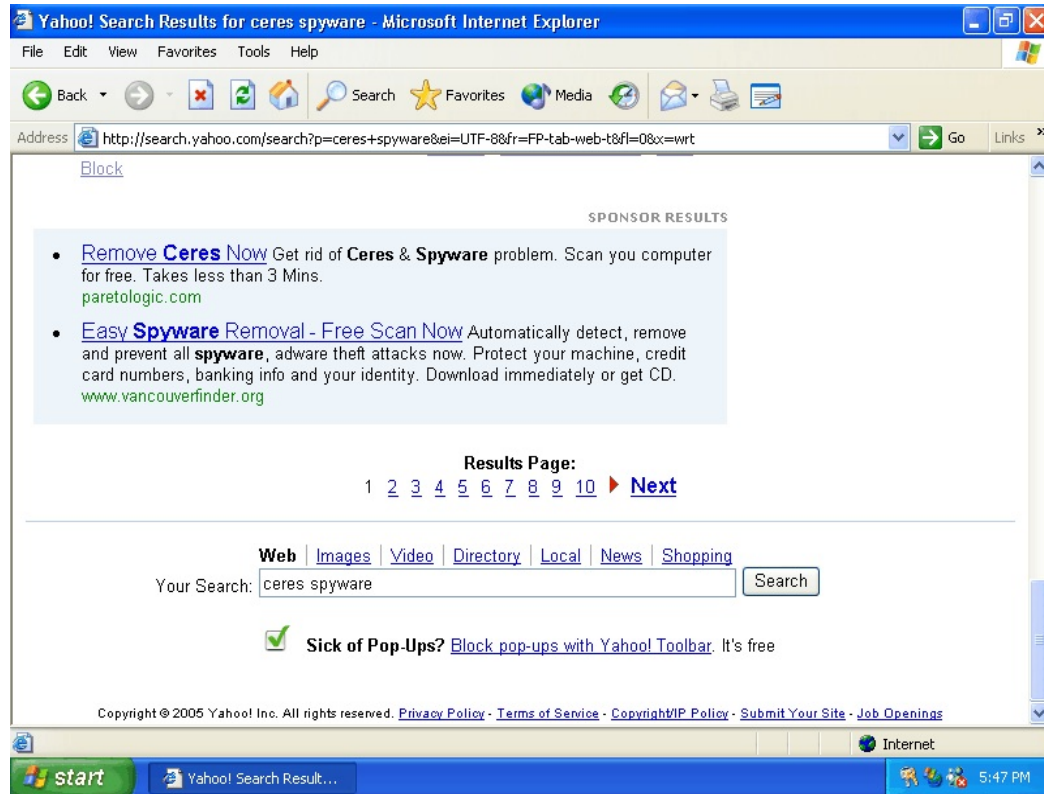 Yahoo! Search Results for ceres spyware - Microsoft Internet Explorer
File Edit View Favorites Tools Help
Back Search Favorites Media
Address http://search.yahoo.com/search?p=ceres+spyware&ei=UTF-8&fr=FP-tab-web-t&fl=0&x=wrt Go Links »
Block
SPONSOR RESULTS
• Remove Ceres Now Get rid of Ceres & Spyware problem. Scan you computer
for free. Takes less than 3 Mins.
paretologic.com
• Easy Spyware Removal - Free Scan Now Automatically detect, remove
and prevent all spyware, adware theft attacks now. Protect your machine, credit
card numbers, banking info and your identity. Download immediately or get CD.
www.vancouverfinder.org
Results Page:
1 2 3 4 5 6 7 8 9 10 Next
Web | Images | Video | Directory | Local | News | Shopping
Your Search: ceres spyware Search
Sick of Pop-Ups? Block pop-ups with Yahoo! Toolbar. It's free
Copyright © 2005 Yahoo! Inc. All rights reserved. Privacy Policy - Terms of Service - Copyright/IP Policy - Submit Your Site - Job Openings
Internet
start Yahoo! Search Result... 5:47 PM